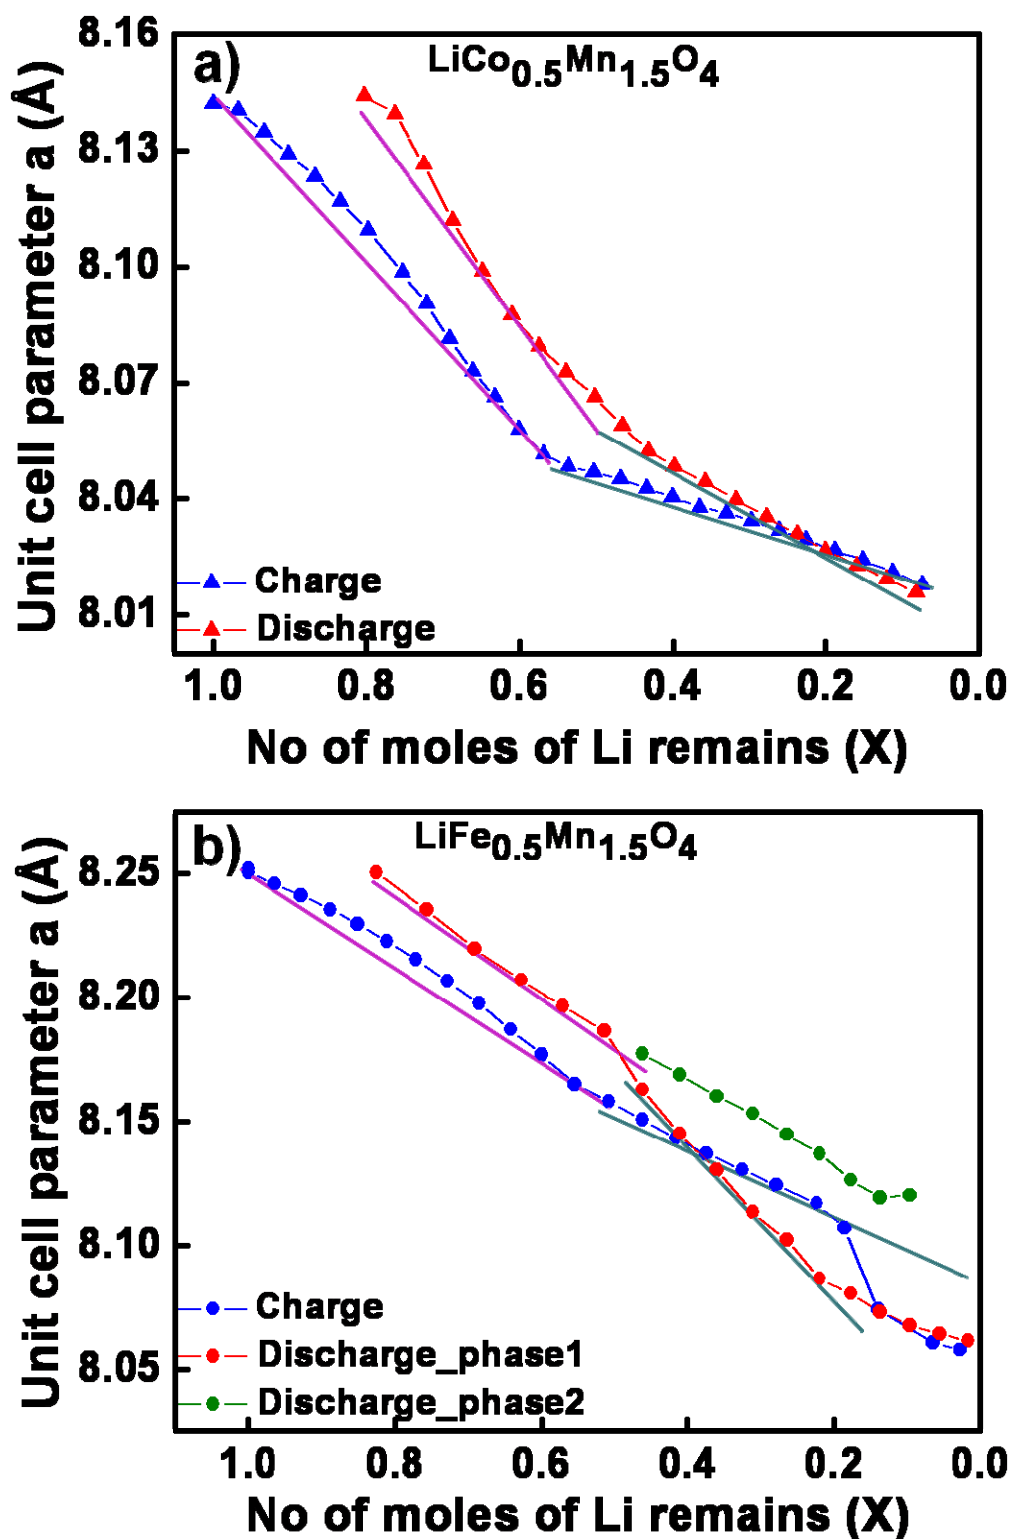 a)
LiCo0.5Mn1.5O4
Unit cell parameter a (Å)
8.16
8.13
8.10
8.07
8.04
8.01
Charge
Discharge
1.0 0.8 0.6 0.4 0.2 0.0
No of moles of Li remains (X)
b)
LiFe0.5Mn1.5O4
Unit cell parameter a (Å)
8.25
8.20
8.15
8.10
8.05
Charge
Discharge_phase1
Discharge_phase2
1.0 0.8 0.6 0.4 0.2 0.0
No of moles of Li remains (X)